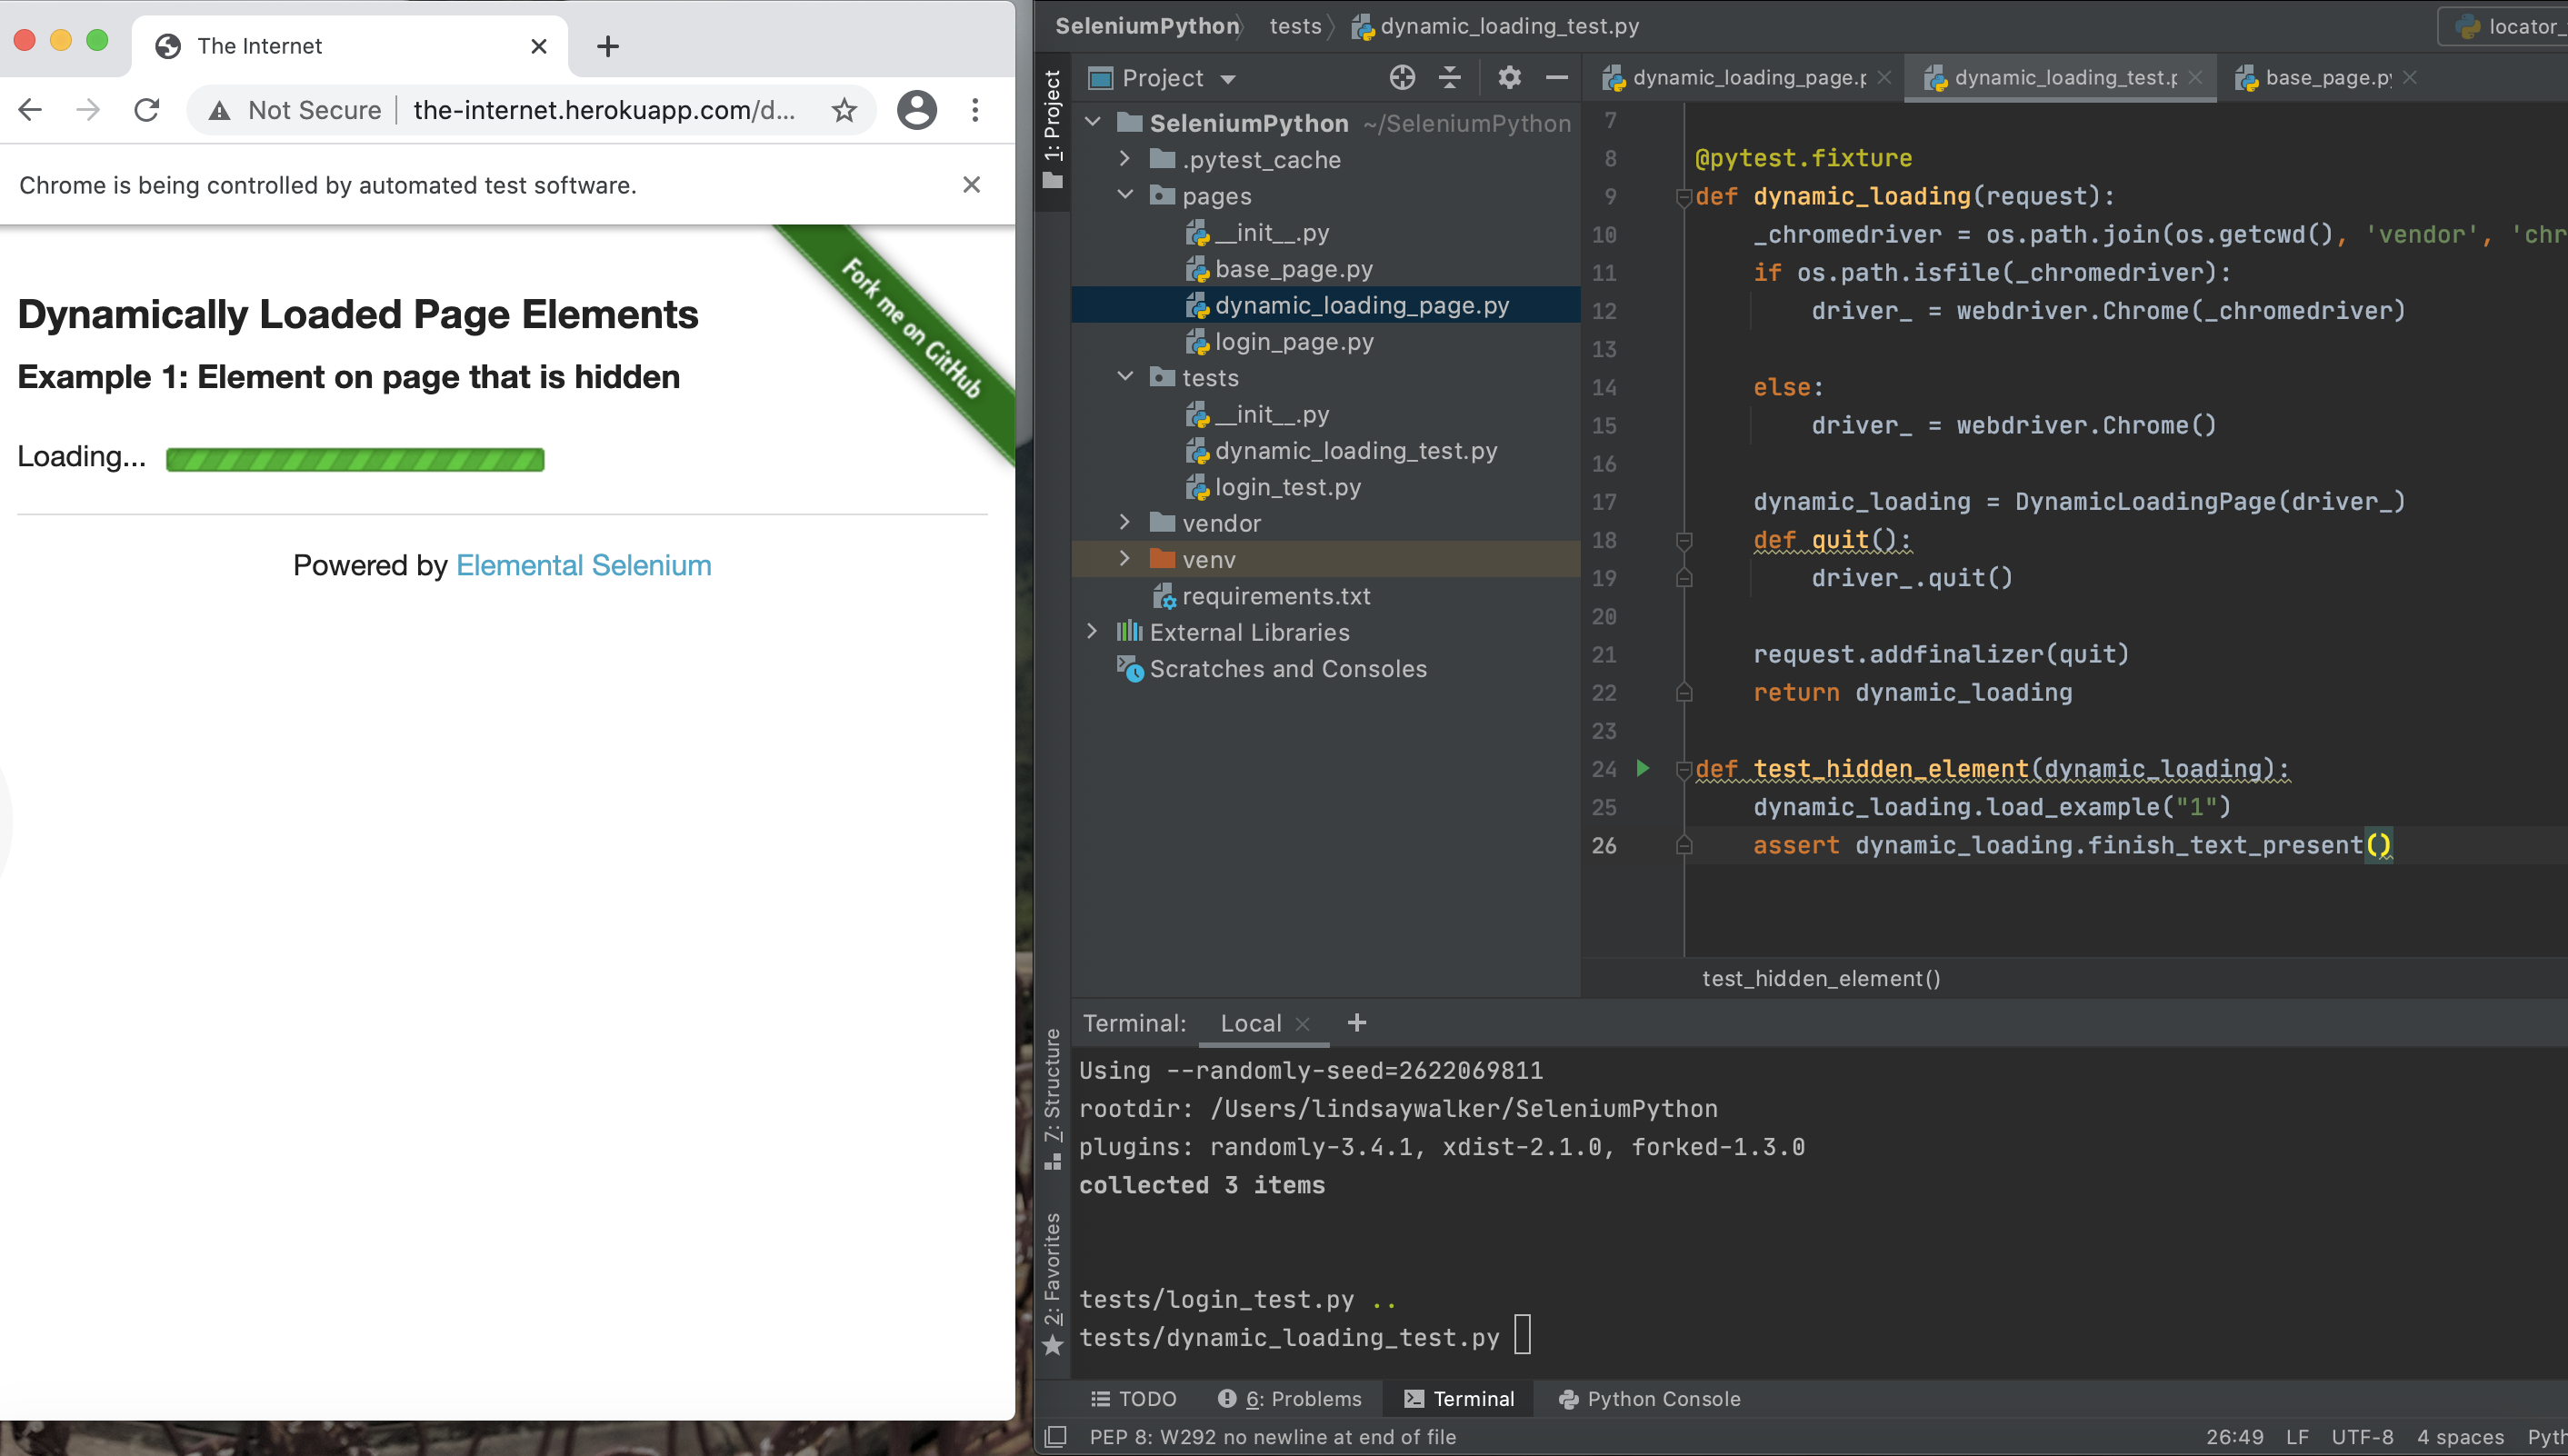 The Internet
Not Secure the-internet.herokuapp.com/d...
Chrome is being controlled by automated test software.
Fork me on GitHub
Dynamically Loaded Page Elements
Example 1: Element on page that is hidden
Loading...
Powered by Elemental Selenium
SeleniumPython tests dynamic_loading_test.py
locator_
1: Project
Project
SeleniumPython ~/SeleniumPython
.pytest_cache
pages
__init__.py
base_page.py
dynamic_loading_page.py
login_page.py
tests
__init__.py
dynamic_loading_test.py
login_test.py
vendor
venv
requirements.txt
External Libraries
Scratches and Consoles
dynamic_loading_page.p dynamic_loading_test.p base_page.py
7
8 @pytest.fixture
9 def dynamic_loading(request):
10 _chromedriver = os.path.join(os.getcwd(), 'vendor', 'chr
11 if os.path.isfile(_chromedriver):
12 driver_ = webdriver.Chrome(_chromedriver)
13
14 else:
15 driver_ = webdriver.Chrome()
16
17 dynamic_loading = DynamicLoadingPage(driver_)
18 def quit():
19 driver_.quit()
20
21 request.addfinalizer(quit)
22 return dynamic_loading
23
24 def test_hidden_element(dynamic_loading):
25 dynamic_loading.load_example("1")
26 assert dynamic_loading.finish_text_present()
test_hidden_element()
7: Structure
2: Favorites
Terminal: Local
Using --randomly-seed=2622069811
rootdir: /Users/lindsaywalker/SeleniumPython
plugins: randomly-3.4.1, xdist-2.1.0, forked-1.3.0
collected 3 items
tests/login_test.py ..
tests/dynamic_loading_test.py
TODO 6: Problems Terminal Python Console
PEP 8: W292 no newline at end of file
26:49 LF UTF-8 4 spaces Pyth